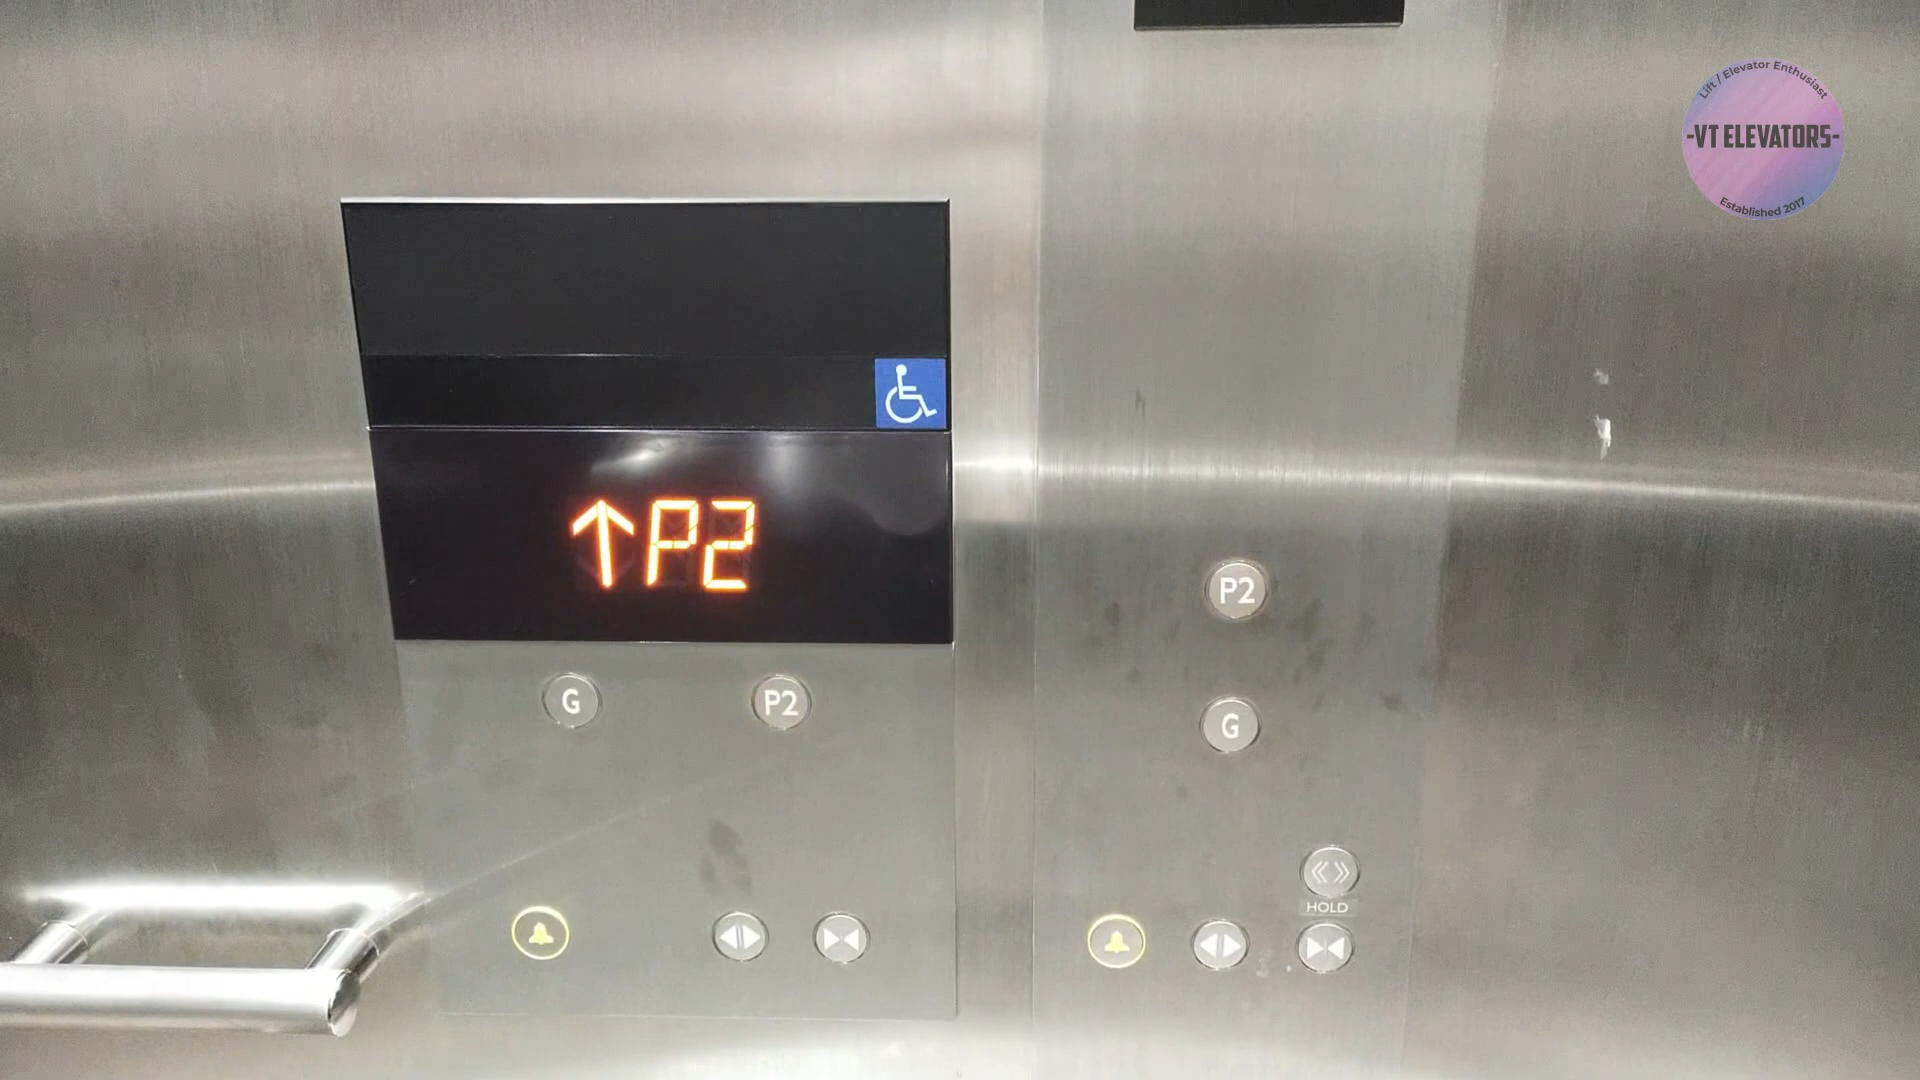 Lift / Elevator Enthusiast
-VT ELEVATORS-
Established 2017
↑P2
P2
G P2
G
HOLD